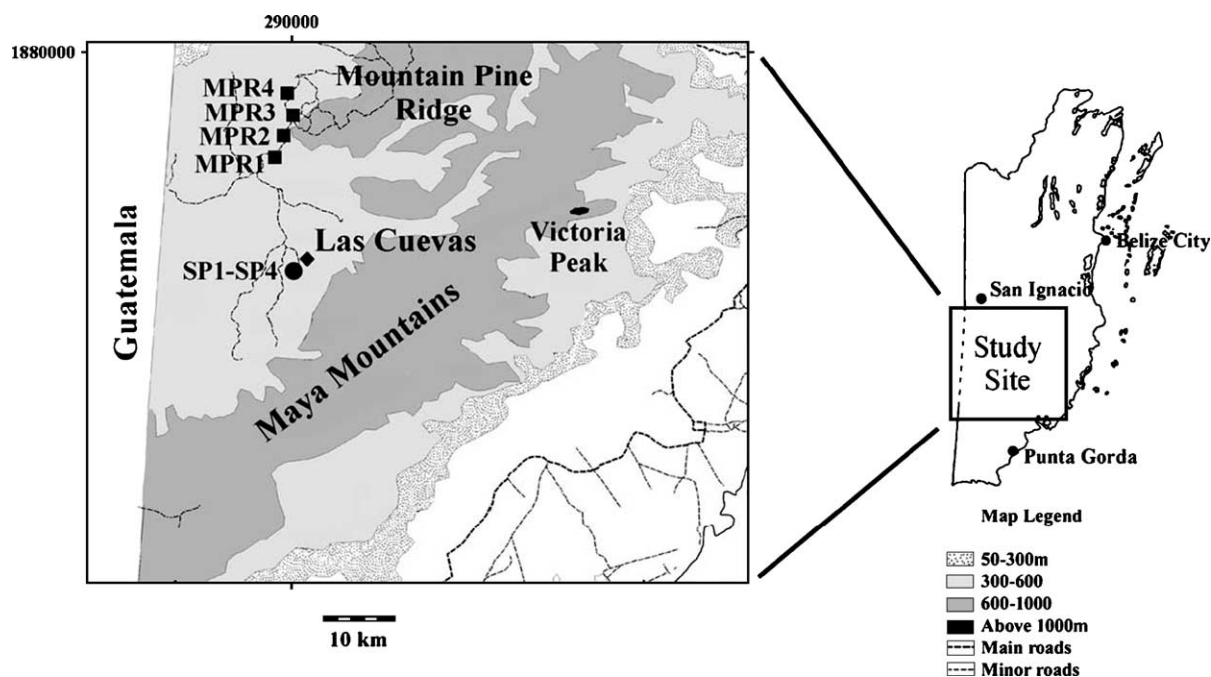 290000
1880000
Mountain Pine
Ridge
MPR4
MPR3
MPR2
MPR1
Guatemala
Las Cuevas
SP1-SP4
Victoria
Peak
Maya Mountains
10 km
Belize City
San Ignacio
Study
Site
Punta Gorda
Map Legend
50-300m
300-600
600-1000
Above 1000m
Main roads
Minor roads